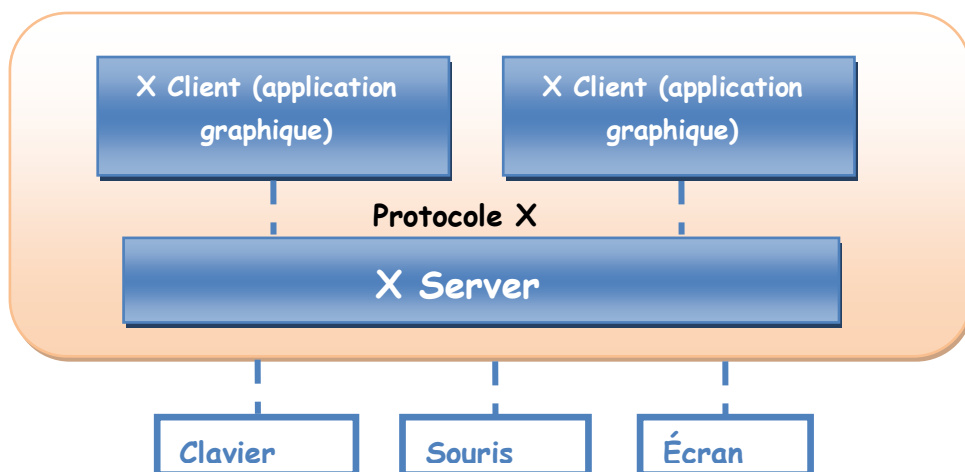 X Client (application
graphique)
X Client (application
graphique)
Protocole X
X Server
Clavier
Souris
Écran